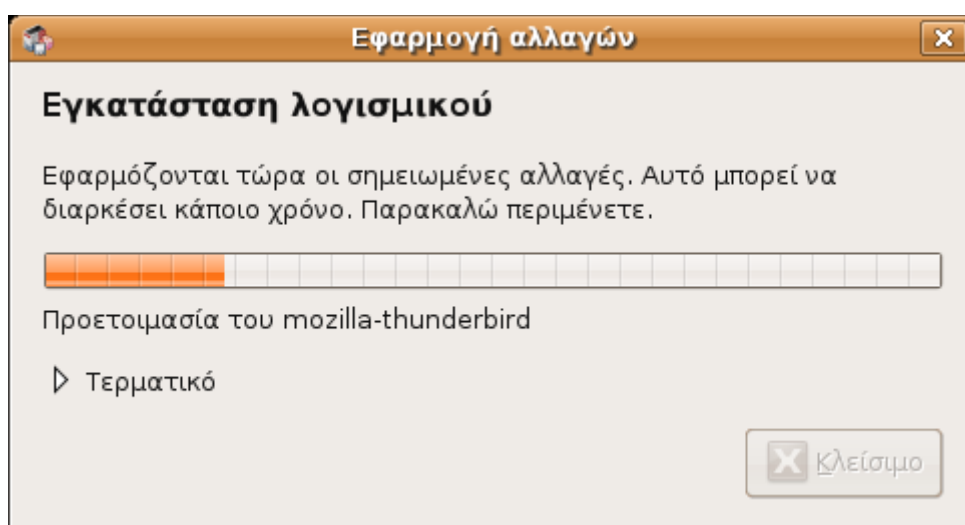 Εφαρμογή αλλαγών
Εγκατάσταση λογισμικού
Εφαρμόζονται τώρα οι σημειωμένες αλλαγές. Αυτό μπορεί να
διαρκέσει κάποιο χρόνο. Παρακαλώ περιμένετε.
Προετοιμασία του mozilla-thunderbird
Τερματικό
Κλείσιμο